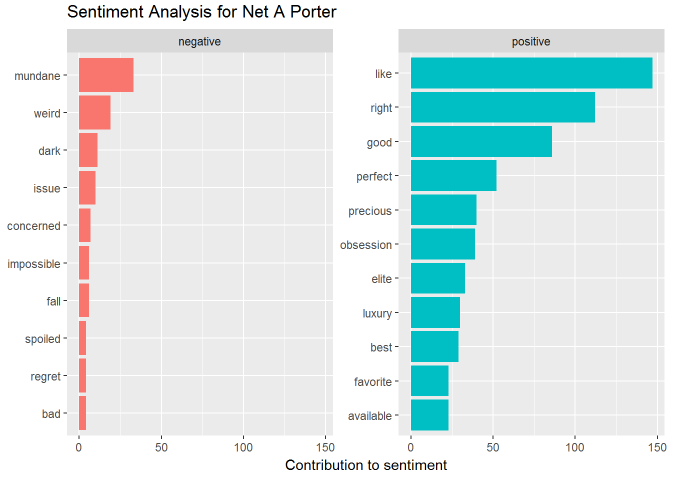 Sentiment Analysis for Net A Porter
negative
mundane
weird
dark
issue
concerned
impossible
fall
spoiled
regret
bad
0 50 100 150
positive
like
right
good
perfect
precious
obsession
elite
luxury
best
favorite
available
0 50 100 150
Contribution to sentiment